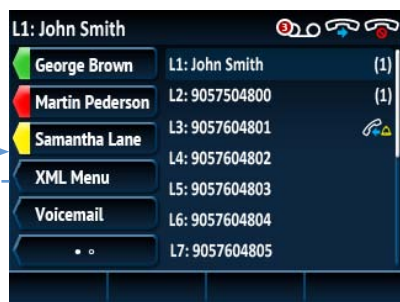 L1: John Smith
3
George Brown
Martin Pederson
Samantha Lane
XML Menu
Voicemail
L1: John Smith (1)
L2: 9057504800 (1)
L3: 9057604801
L4: 9057604802
L5: 9057604803
L6: 9057604804
L7: 9057604805